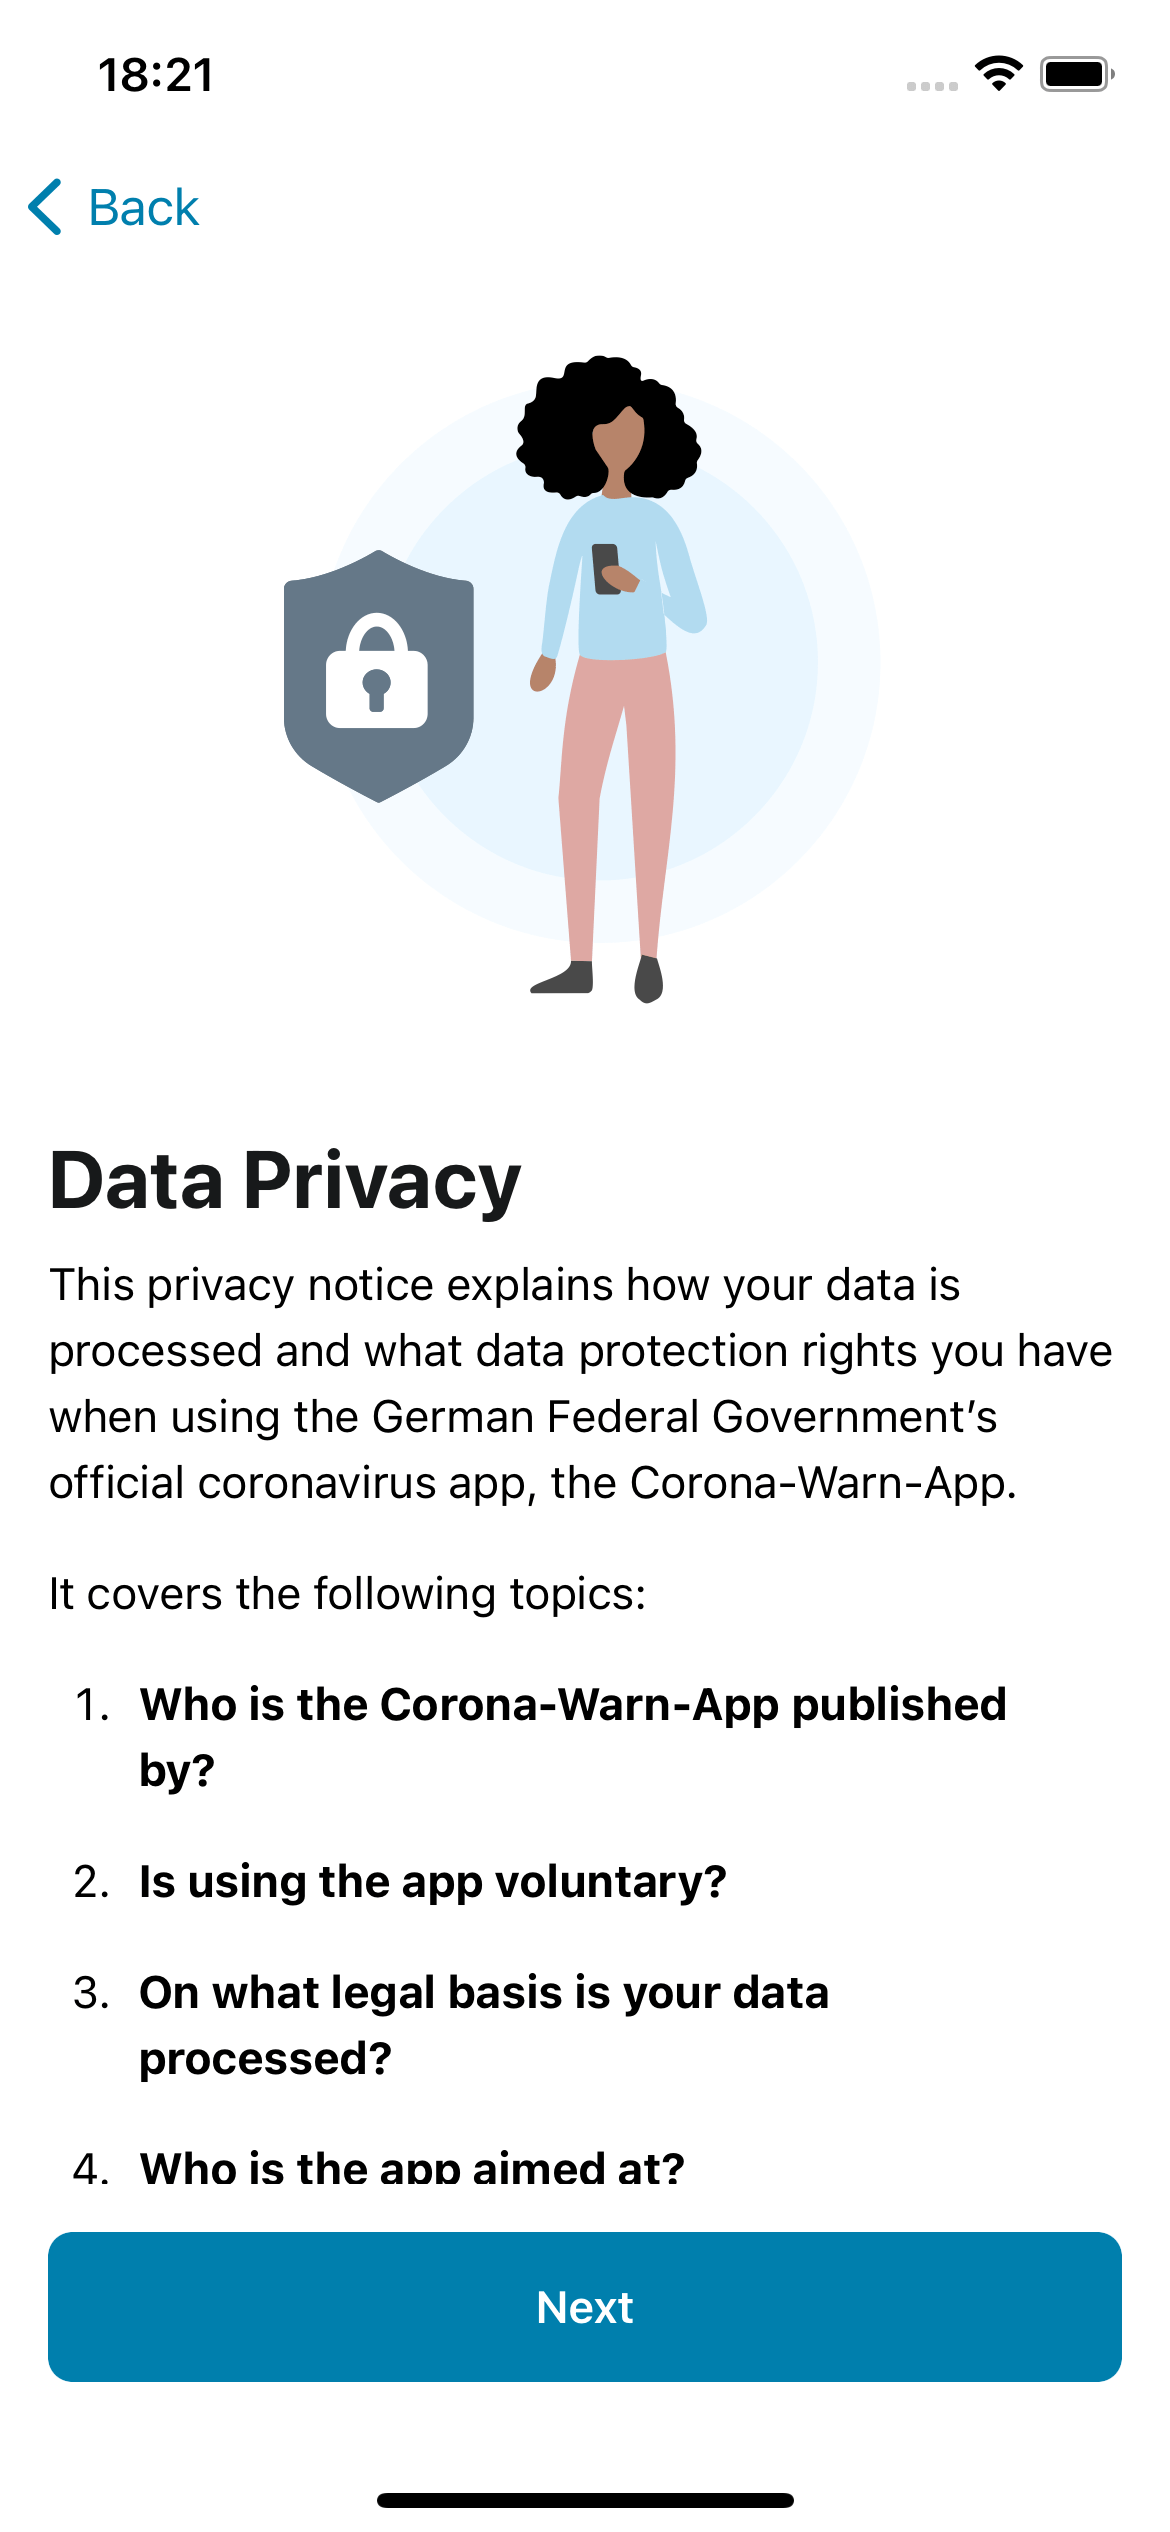 18:21
Back
Data Privacy
This privacy notice explains how your data is
processed and what data protection rights you have
when using the German Federal Government’s
official coronavirus app, the Corona-Warn-App.
It covers the following topics:
1. Who is the Corona-Warn-App published
by?
2. Is using the app voluntary?
3. On what legal basis is your data
processed?
4. Who is the app aimed at?
Next